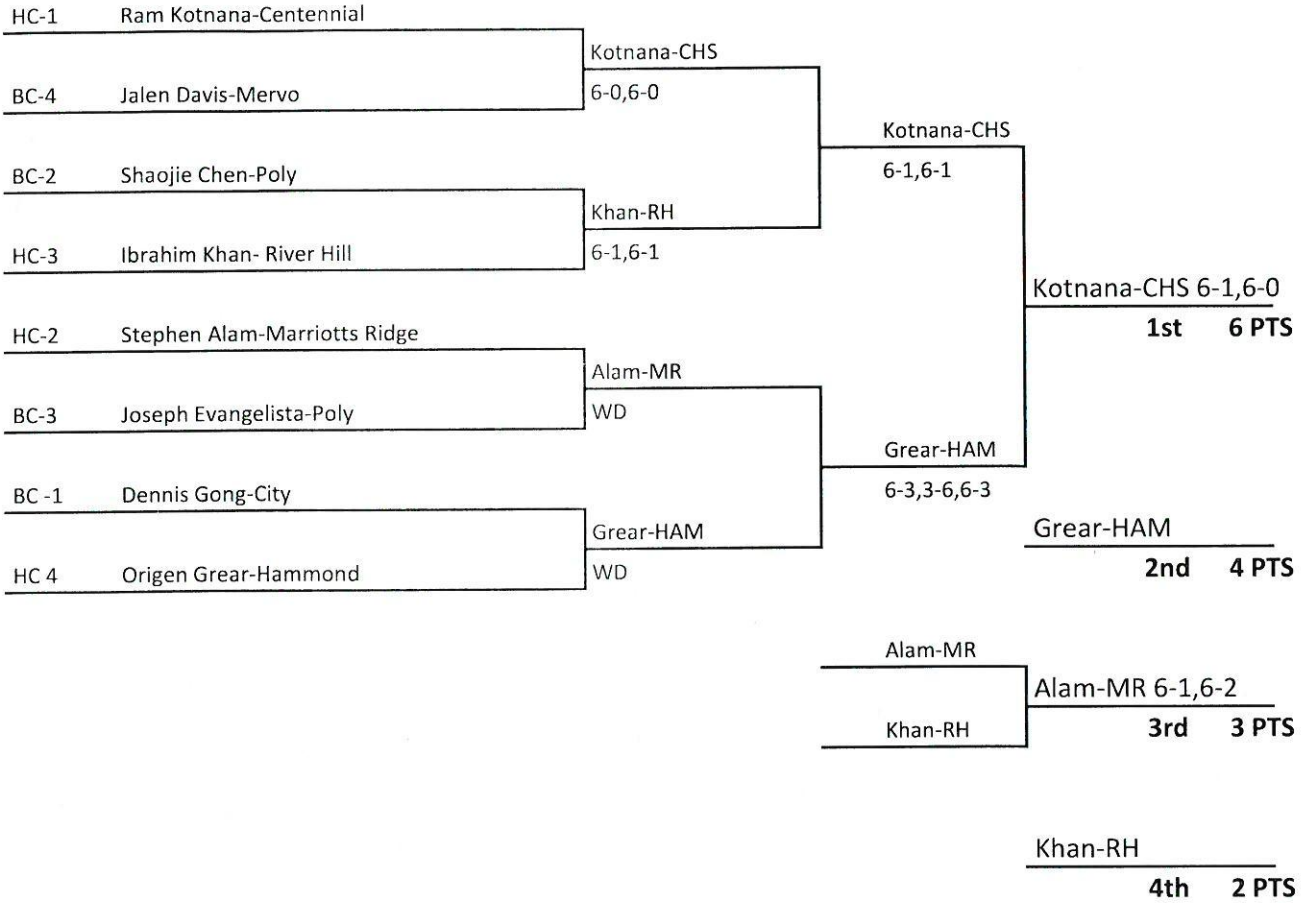 HC-1 Ram Kotnana-Centennial
Kotnana-CHS
BC-4 Jalen Davis-Mervo
6-0,6-0
Kotnana-CHS
6-1,6-1
BC-2 Shaojie Chen-Poly
Khan-RH
HC-3 Ibrahim Khan- River Hill
6-1,6-1
Kotnana-CHS 6-1,6-0
1st 6 PTS
HC-2 Stephen Alam-Marriotts Ridge
Alam-MR
BC-3 Joseph Evangelista-Poly
WD
Grear-HAM
6-3,3-6,6-3
BC -1 Dennis Gong-City
Grear-HAM
HC 4 Origen Grear-Hammond
WD
Grear-HAM
2nd 4 PTS
Alam-MR
Alam-MR 6-1,6-2
3rd 3 PTS
Khan-RH
Khan-RH
4th 2 PTS